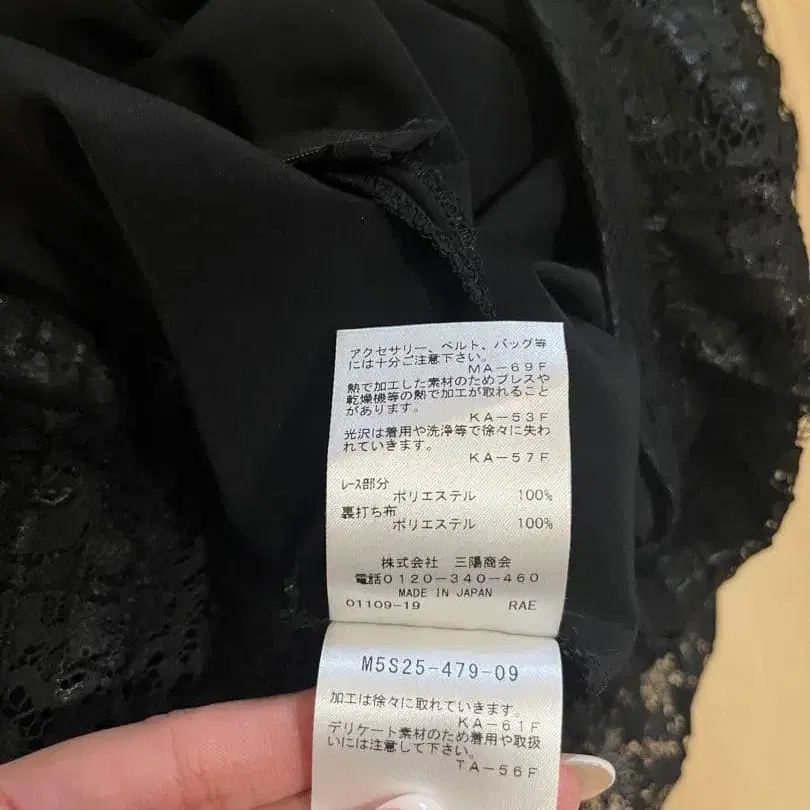 アクセサリー、ベルト、バッグ等
には十分ご注意下さい。
MA-69F
熱で加工した素材のためプレスや
乾燥機等の熱で加工が取れること
があります。
KA-53F
光沢は着用や洗浄等で徐々に失わ
れていきます。
KA-57F
レース部分
ポリエステル 100%
裏打ち布
ポリエステル 100%
株式会社 三陽商会
電話0120-340-460
MADE IN JAPAN
01109-19 RAE
M5S25-479-09
加工は徐々に取れていきます。
KA-61F
デリケート素材のため着用や取扱
いには注意して下さい。
TA-56F